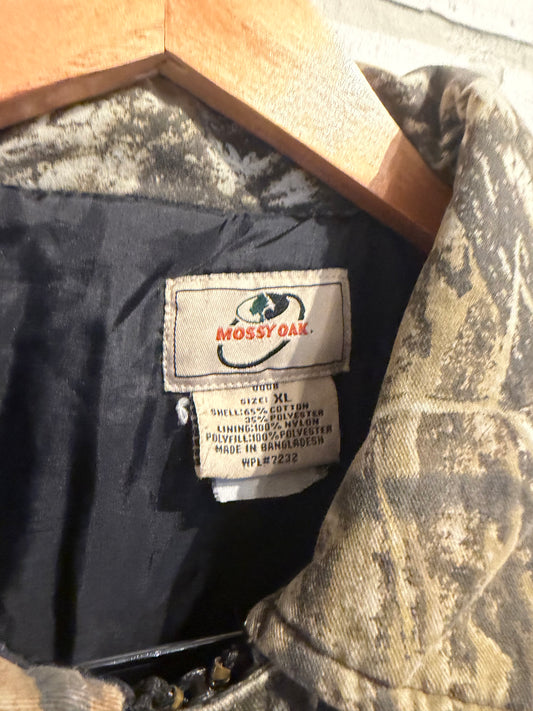 MOSSY OAK
SIZE: XL
SHELL:65% COTTON
35% POLYESTER
LINING:100% NYLON
POLYFILL:100%POLYESTER
MADE IN BANGLADESH
WPL#7232